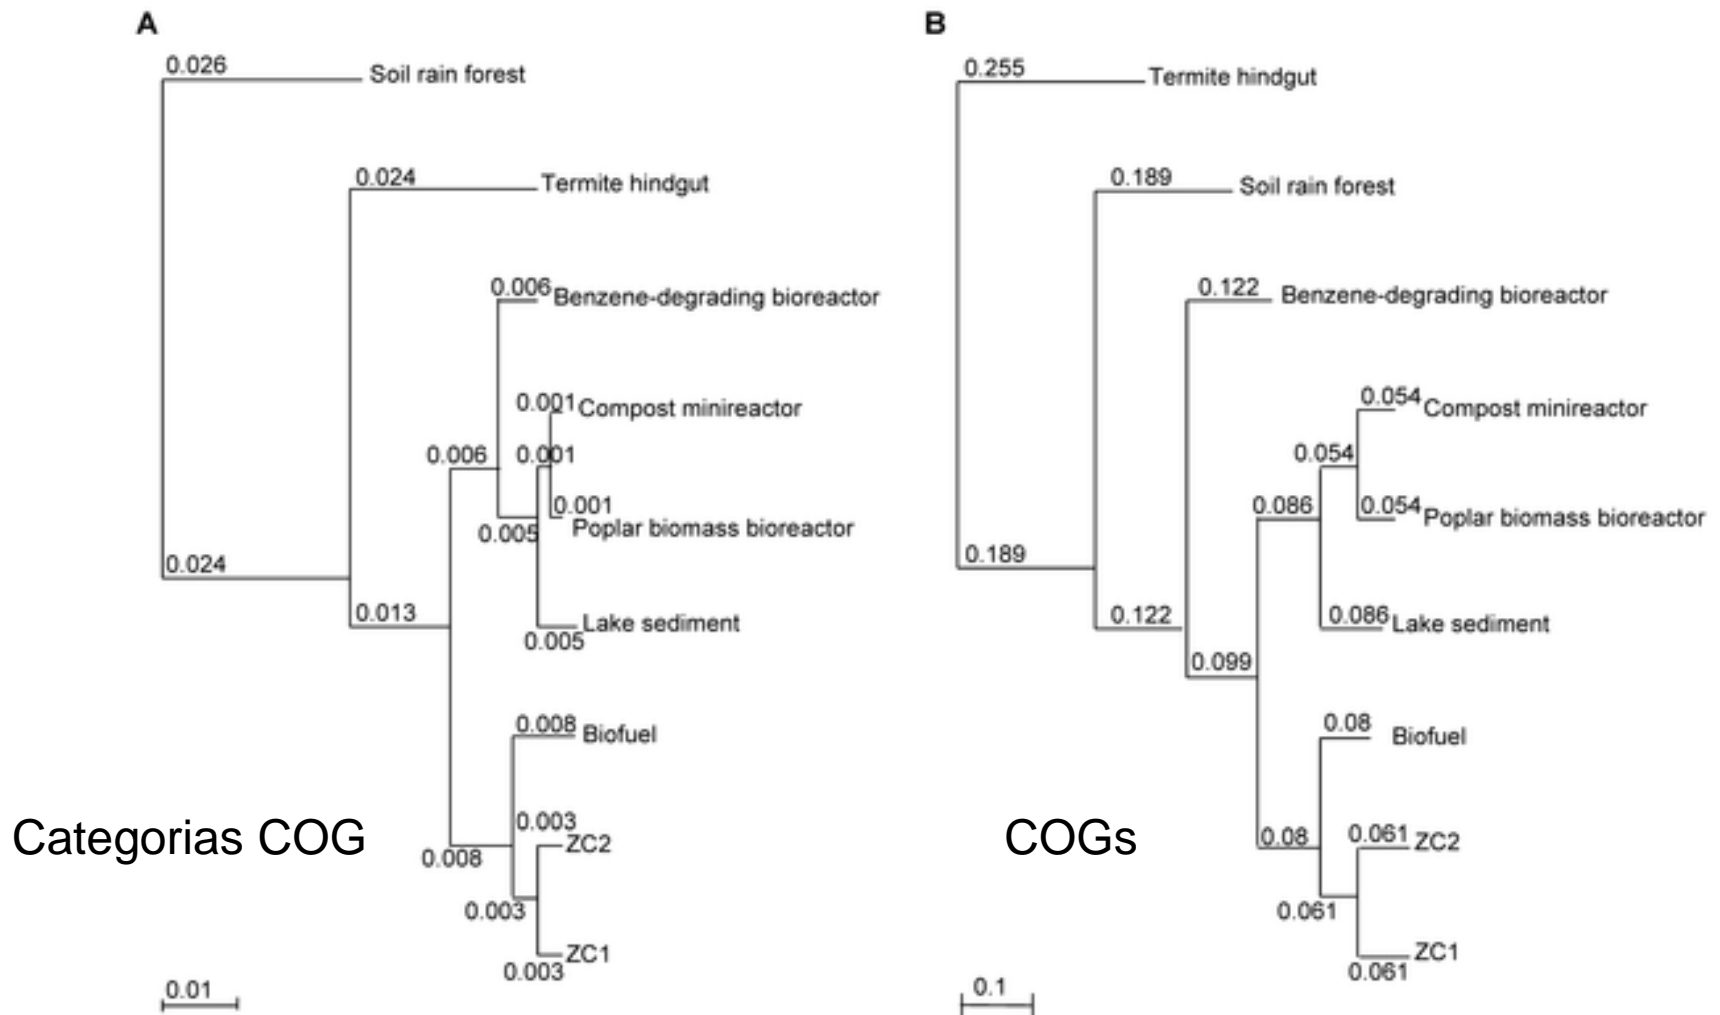 A
0.026
Soil rain forest
0.024
Termite hindgut
0.006
Benzene-degrading bioreactor
0.001
Compost minireactor
0.006
0.001
0.001
Poplar biomass bioreactor
0.005
0.024
0.013
Lake sediment
0.005
0.008
Biofuel
Categorias COG
0.003
ZC2
0.008
0.003
ZC1
0.003
0.01
B
0.255
Termite hindgut
0.189
Soil rain forest
0.122
Benzene-degrading bioreactor
0.054
Compost minireactor
0.054
0.086
0.054
Poplar biomass bioreactor
0.189
0.122
0.086
Lake sediment
0.099
0.08
Biofuel
COGs
0.08
0.061
ZC2
0.061
ZC1
0.061
0.1